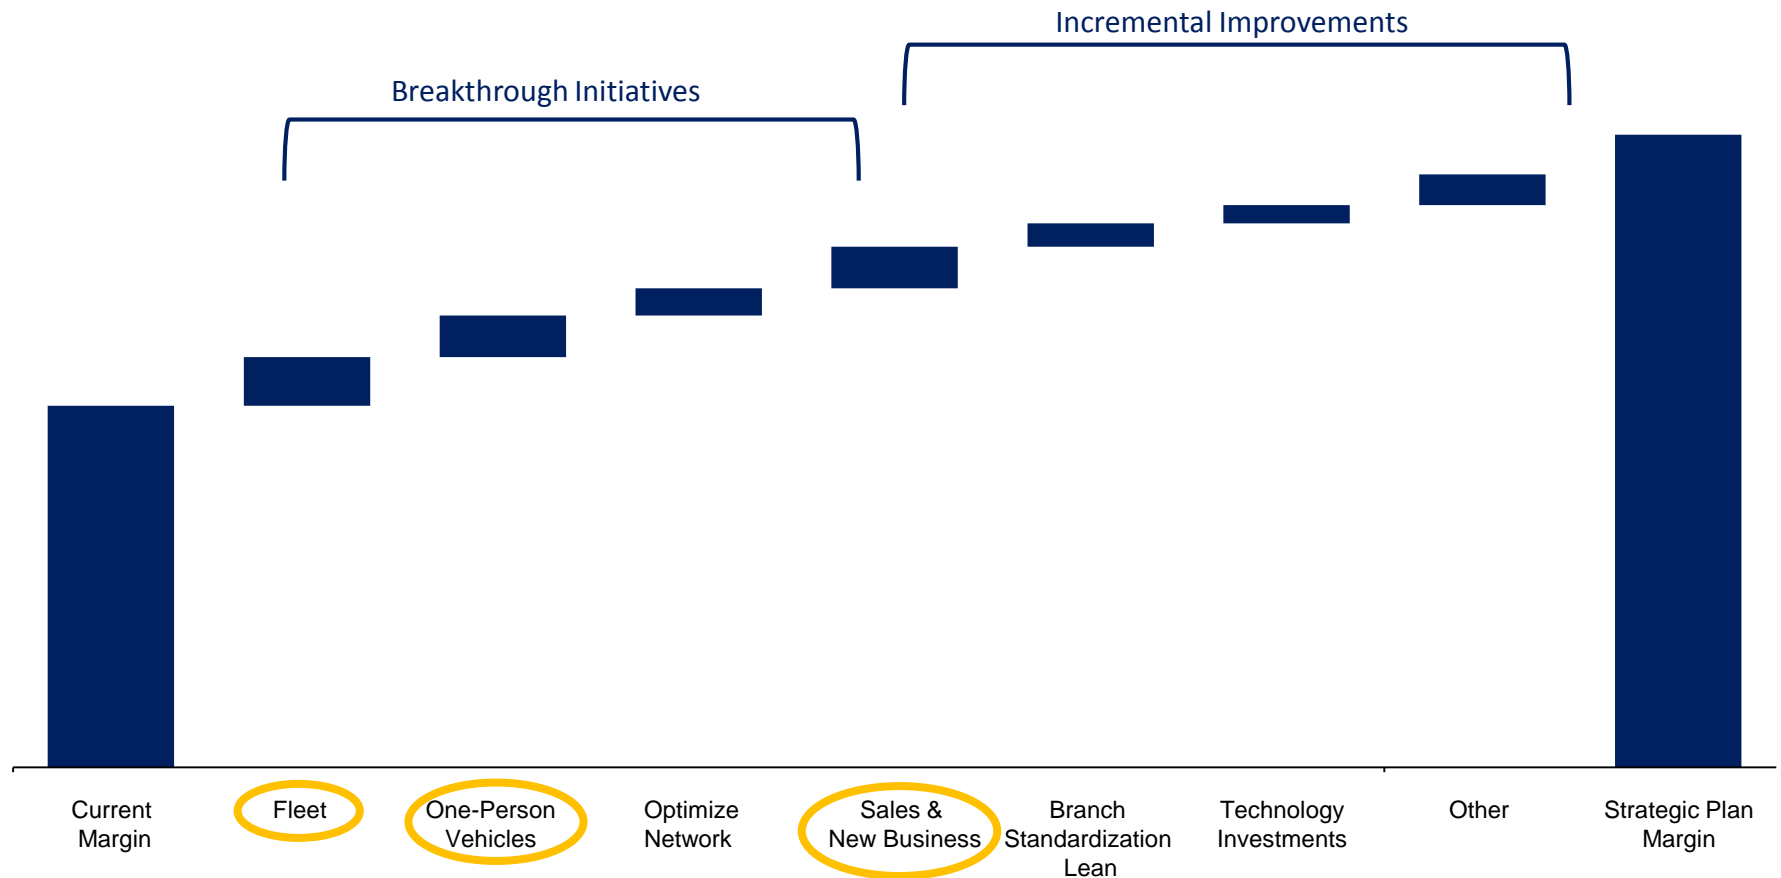 Incremental Improvements
Breakthrough Initiatives
Current
Margin
Fleet
One-Person
Vehicles
Optimize
Network
Sales &
New Business
Branch
Standardization
Lean
Technology
Investments
Other
Strategic Plan
Margin